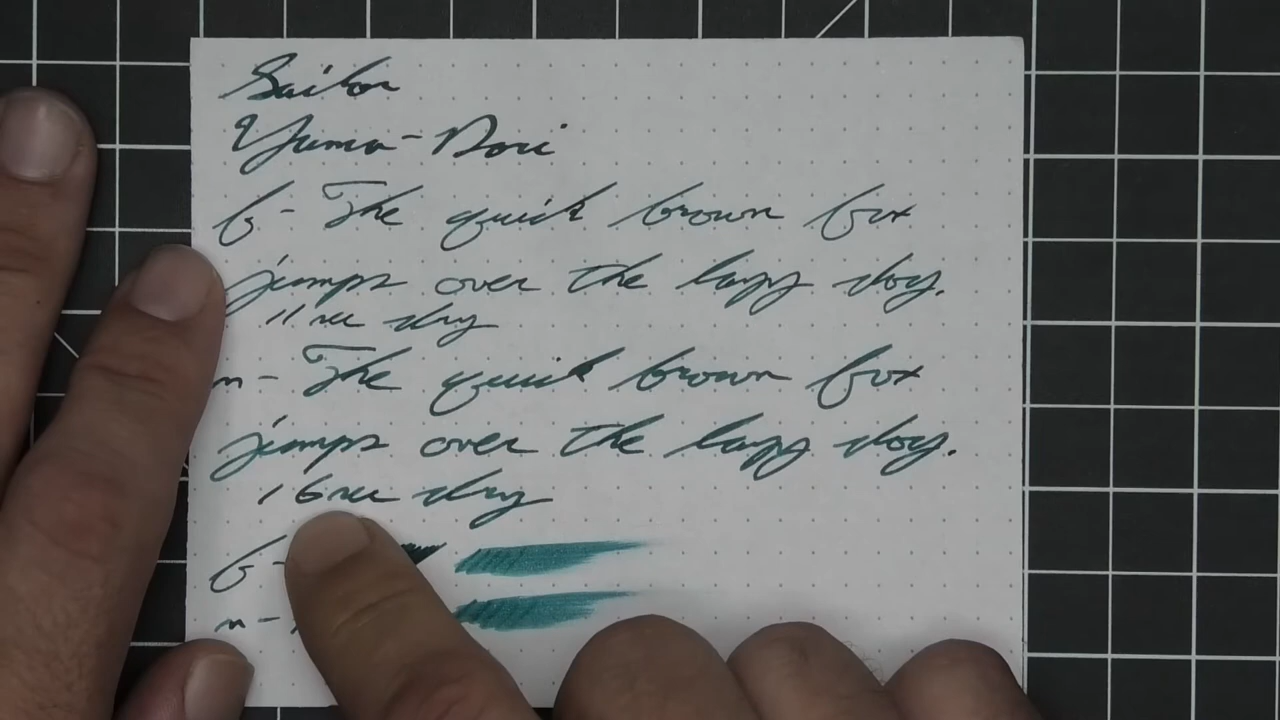 Sailor
Yama-Dori
f- The quick brown fox
jumps over the lazy dog.
11 sec dry
m- The quick brown fox
jumps over the lazy dog.
16 sec dry
f-
m-